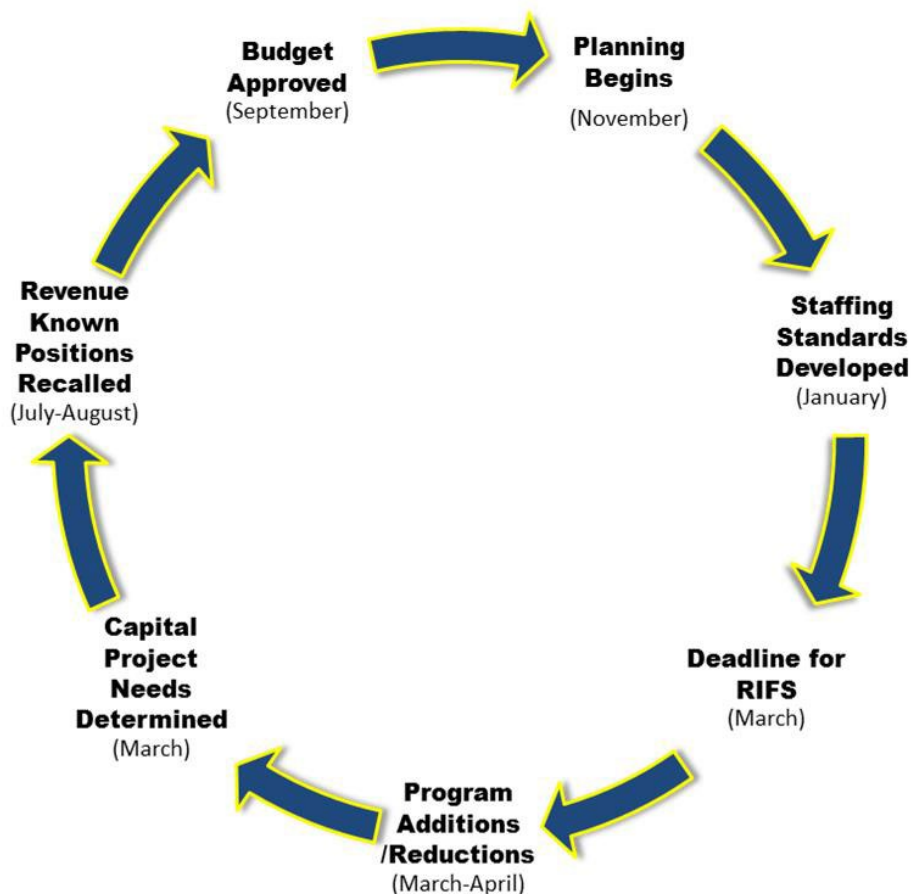 Budget
Approved
(September)
Planning
Begins
(November)
Staffing
Standards
Developed
(January)
Deadline for
RIFS
(March)
Program
Additions
/Reductions
(March-April)
Capital
Project
Needs
Determined
(March)
Revenue
Known
Positions
Recalled
(July-August)